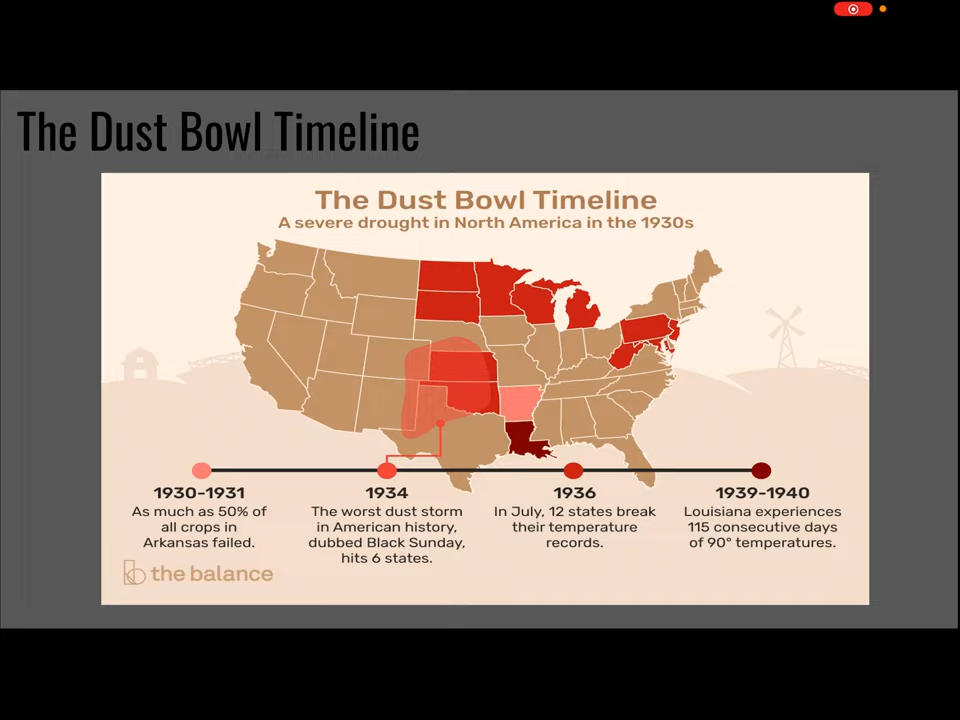 The Dust Bowl Timeline
The Dust Bowl Timeline
A severe drought in North America in the 1930s
1930-1931
As much as 50% of
all crops in
Arkansas failed.
1934
The worst dust storm
in American history,
dubbed Black Sunday,
hits 6 states.
1936
In July, 12 states break
their temperature
records.
1939-1940
Louisiana experiences
115 consecutive days
of 90° temperatures.
the balance